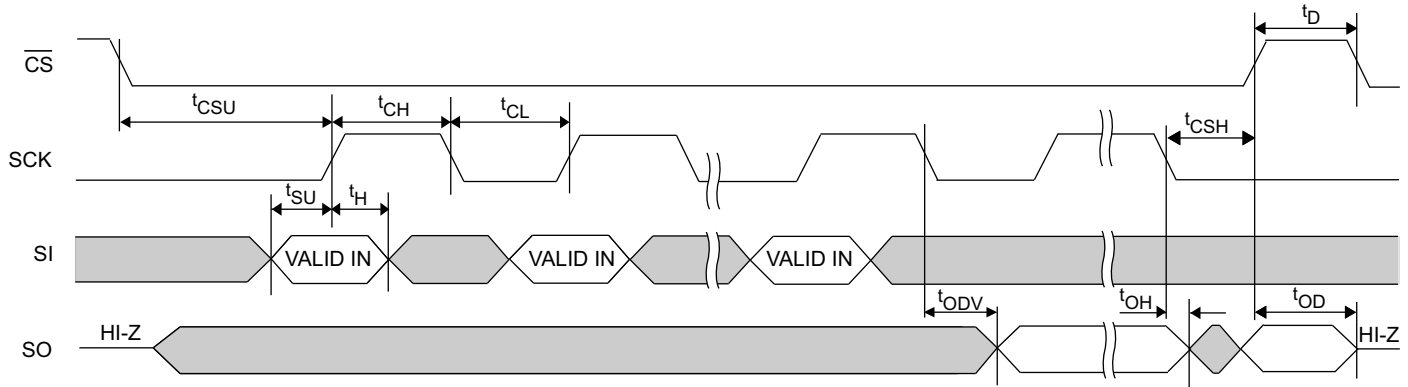 tD
CS
tCSU
tCH
tCL
tCSH
SCK
tSU
tH
SI
VALID IN
VALID IN
VALID IN
tODV
tOH
tOD
HI-Z
HI-Z
SO